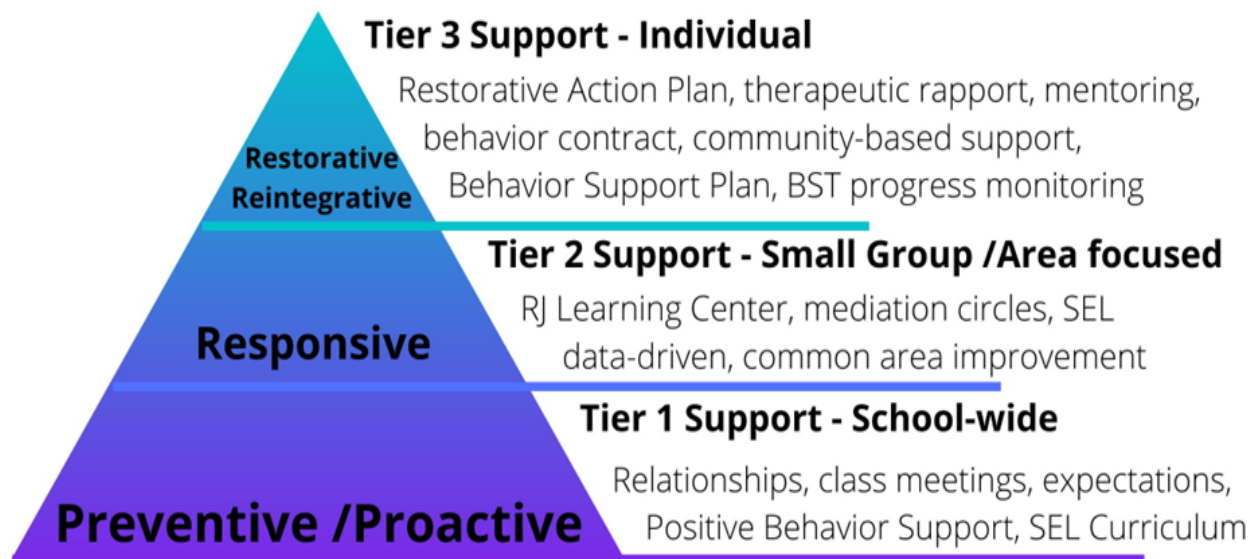 Tier 3 Support - Individual
Restorative Action Plan, therapeutic rapport, mentoring,
behavior contract, community-based support,
Behavior Support Plan, BST progress monitoring
Restorative
Reintegrative
Tier 2 Support - Small Group /Area focused
RJ Learning Center, mediation circles, SEL
data-driven, common area improvement
Responsive
Tier 1 Support - School-wide
Relationships, class meetings, expectations,
Positive Behavior Support, SEL Curriculum
Preventive /Proactive